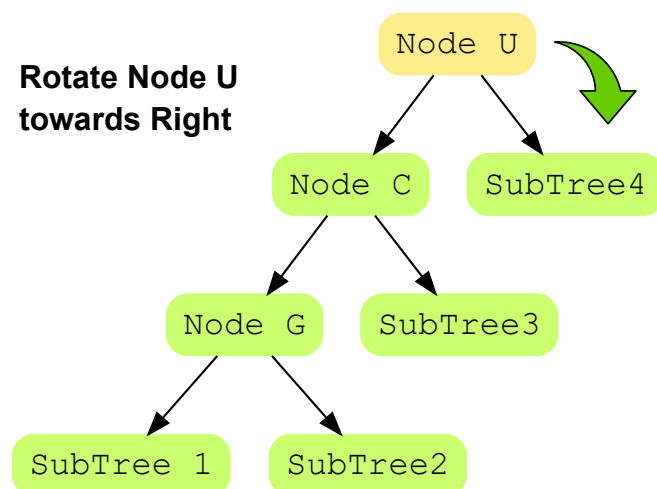 Node U
Rotate Node U
towards Right
Node C
SubTree4
Node G
SubTree3
SubTree 1
SubTree2